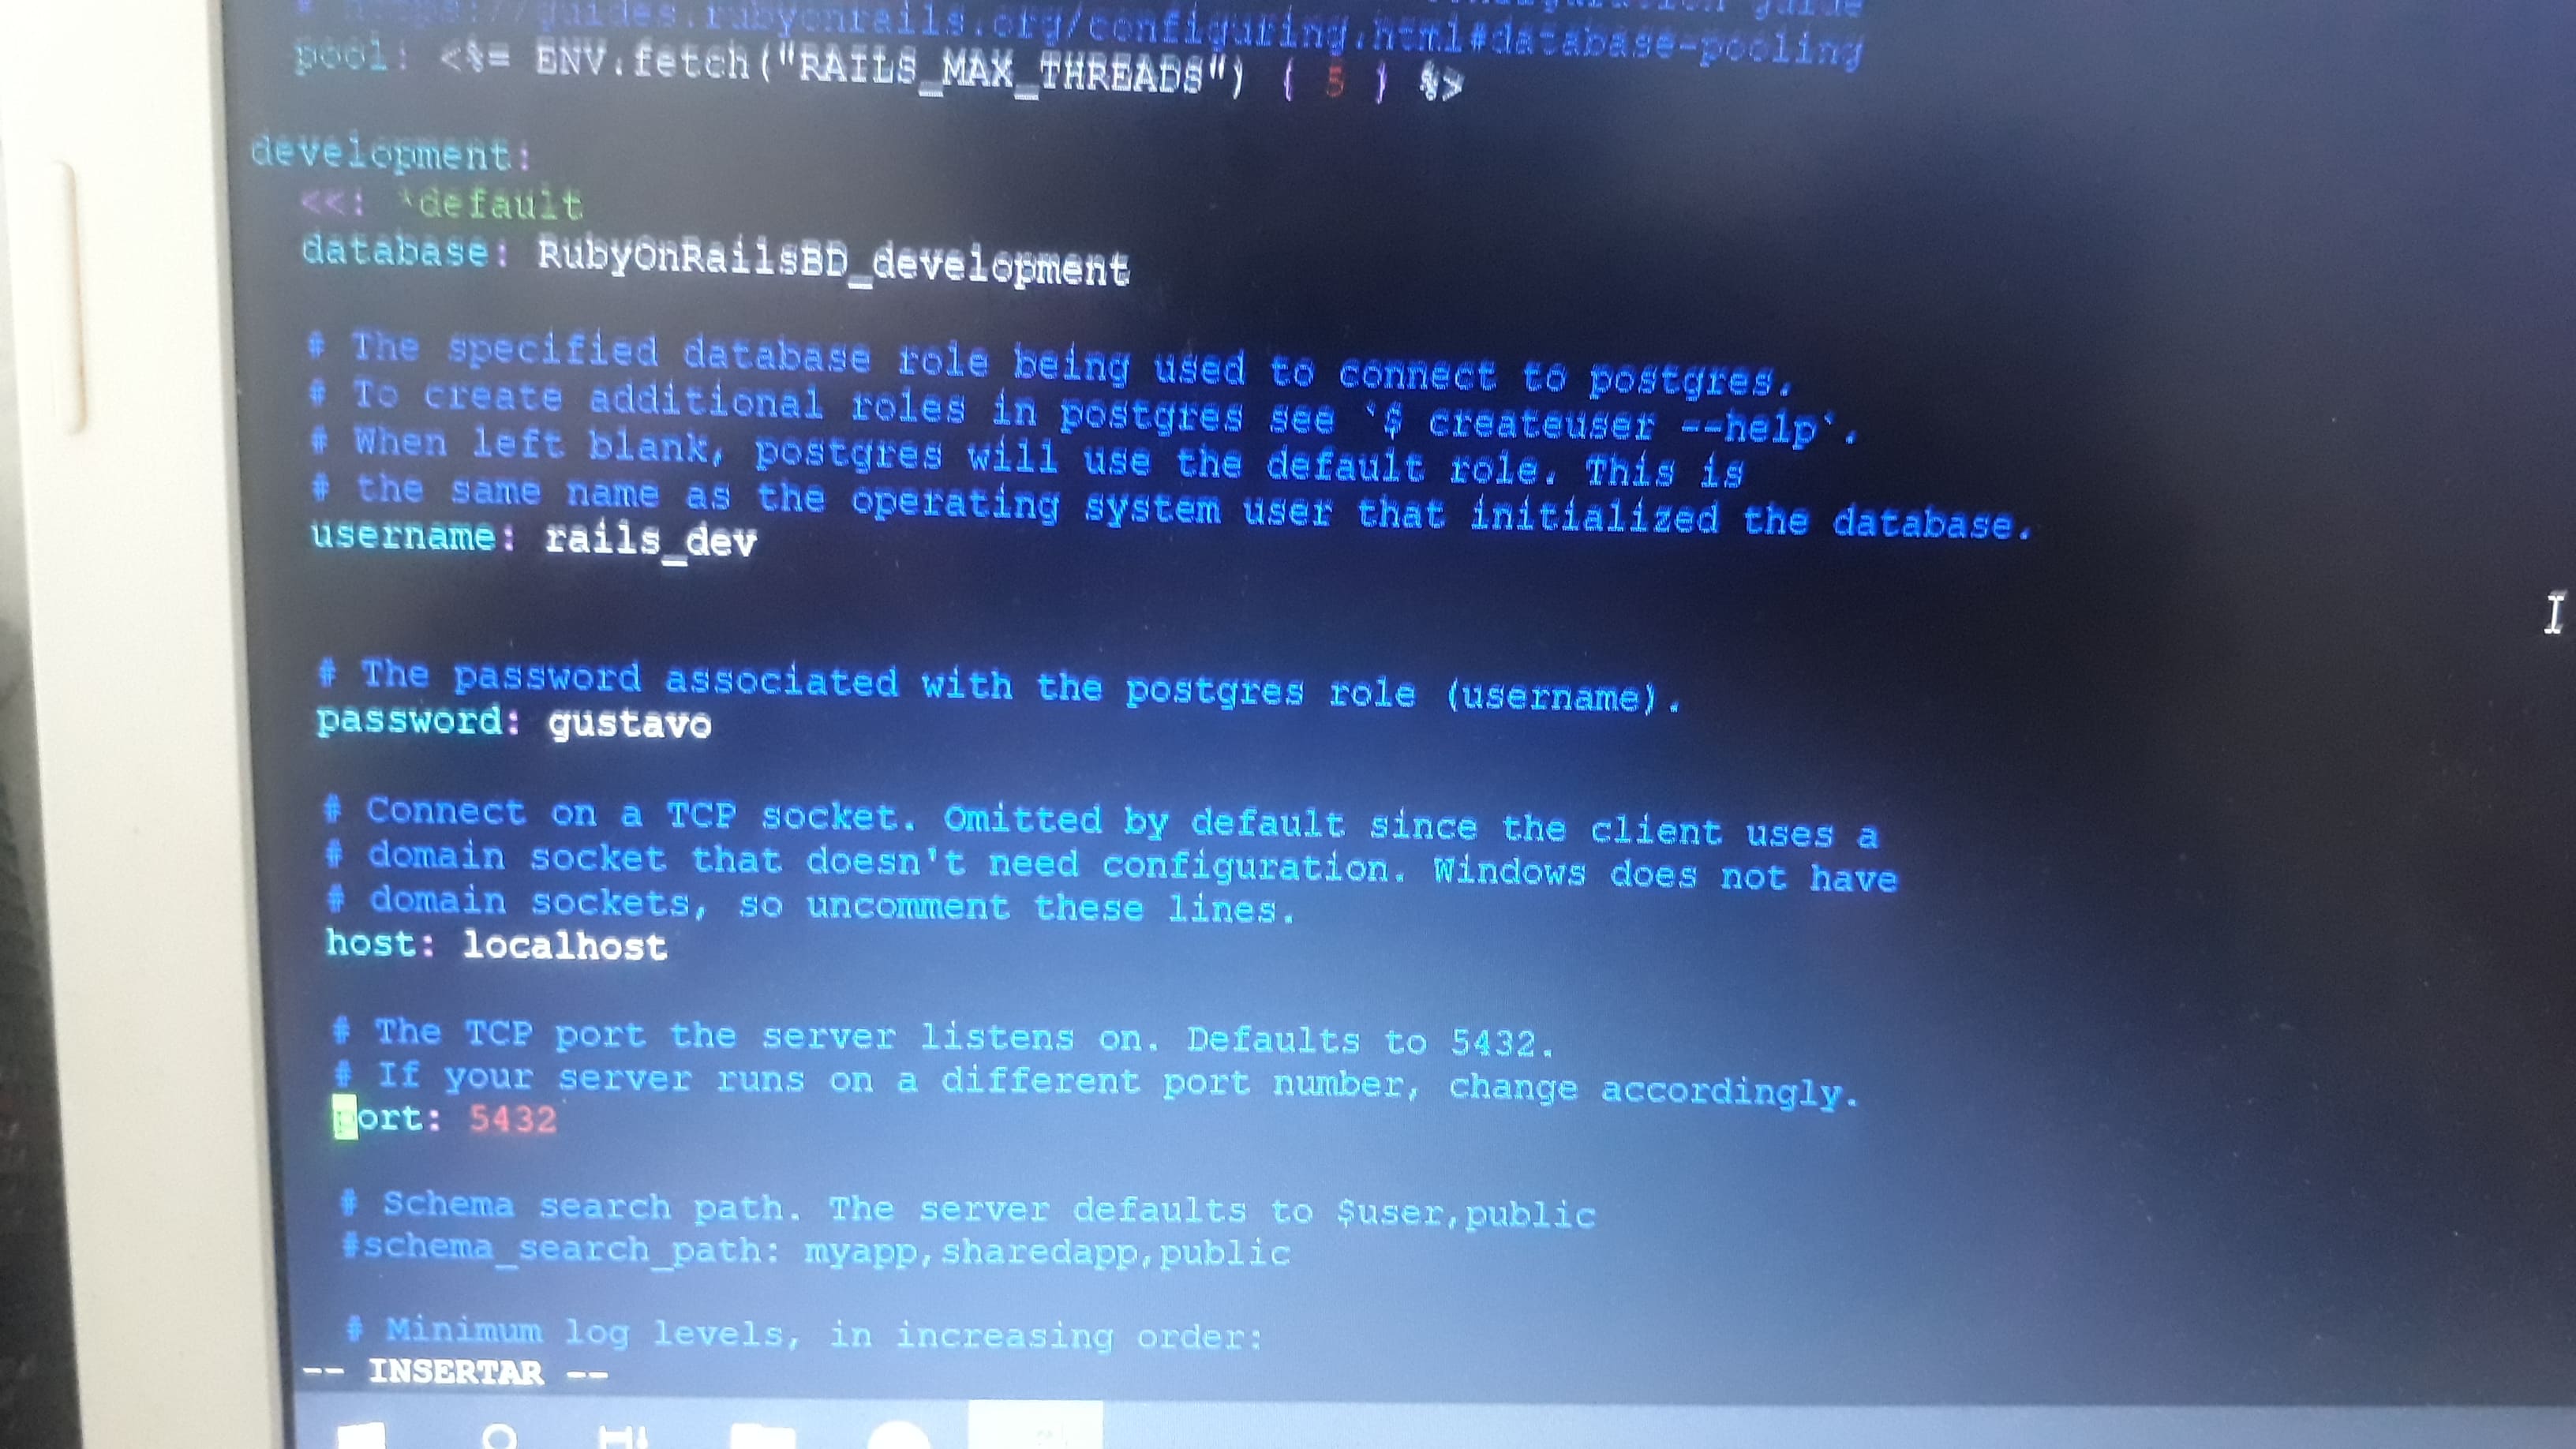 # https://guides.rubyonrails.org/configuring.html#database-pooling guide
pool: <%= ENV.fetch("RAILS_MAX_THREADS") { 5 } %>
development:
<<: *default
database: RubyOnRailsBD_development
# The specified database role being used to connect to postgres.
# To create additional roles in postgres see `$ createuser --help`.
# When left blank, postgres will use the default role. This is
# the same name as the operating system user that initialized the database.
username: rails_dev
# The password associated with the postgres role (username).
password: gustavo
# Connect on a TCP socket. Omitted by default since the client uses a
# domain socket that doesn't need configuration. Windows does not have
# domain sockets, so uncomment these lines.
host: localhost
# The TCP port the server listens on. Defaults to 5432.
# If your server runs on a different port number, change accordingly.
port: 5432
# Schema search path. The server defaults to $user,public
#schema_search_path: myapp,sharedapp,public
# Minimum log levels, in increasing order:
-- INSERTAR --